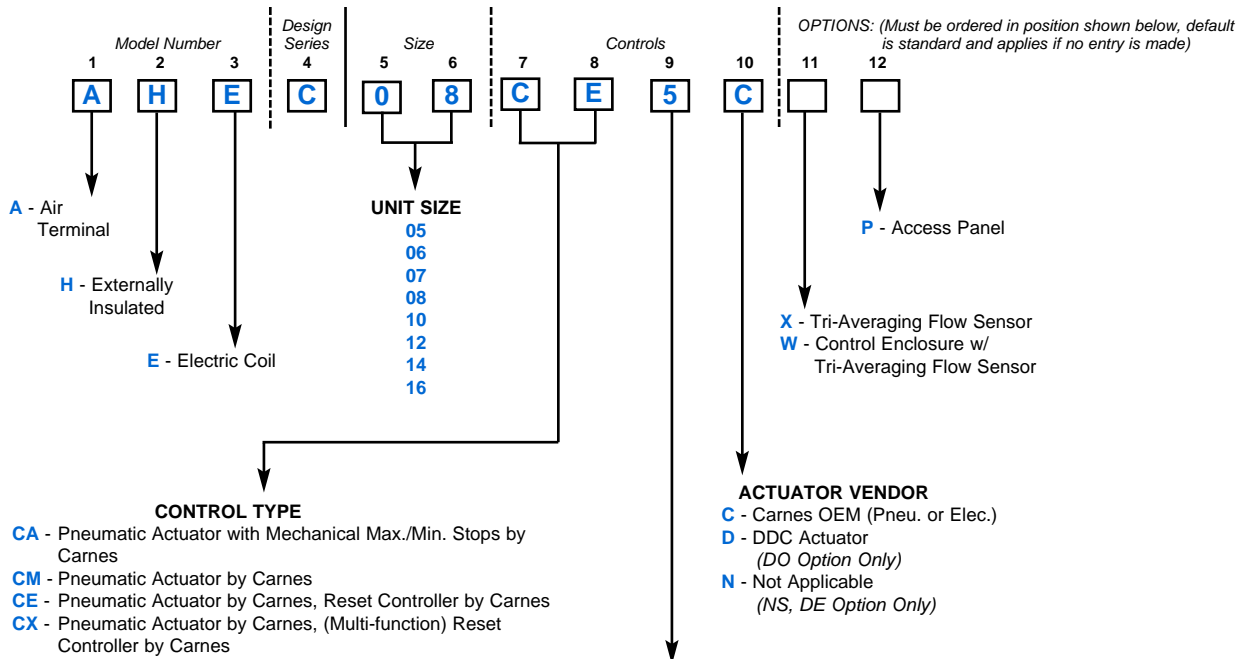 Model Number
Design
Series
Size
Controls
OPTIONS: (Must be ordered in position shown below, default
is standard and applies if no entry is made)
1 2 3 4 5 6 7 8 9 10 11 12
A H E C 0 8 C E 5 C
A - Air
Terminal
H - Externally
Insulated
E - Electric Coil
UNIT SIZE
05
06
07
08
10
12
14
16
P - Access Panel
X - Tri-Averaging Flow Sensor
W - Control Enclosure w/
Tri-Averaging Flow Sensor
CONTROL TYPE
CA - Pneumatic Actuator with Mechanical Max./Min. Stops by
Carnes
CM - Pneumatic Actuator by Carnes
CE - Pneumatic Actuator by Carnes, Reset Controller by Carnes
CX - Pneumatic Actuator by Carnes, (Multi-function) Reset
Controller by Carnes
ACTUATOR VENDOR
C - Carnes OEM (Pneu. or Elec.)
D - DDC Actuator
(DO Option Only)
N - Not Applicable
(NS, DE Option Only)